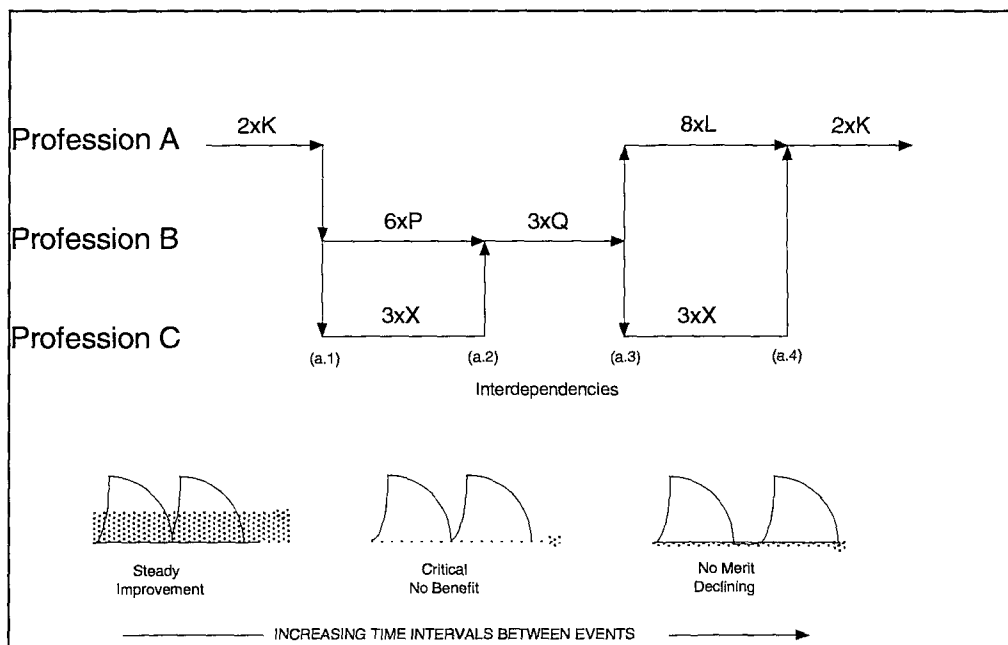 2xK
8xL
2xK
Profession A
6xP
3xQ
Profession B
3xX
3xX
Profession C
(a.1)
(a.2)
(a.3)
(a.4)
Interdependencies
Steady
Improvement
Critical
No Benefit
No Merit
Declining
INCREASING TIME INTERVALS BETWEEN EVENTS